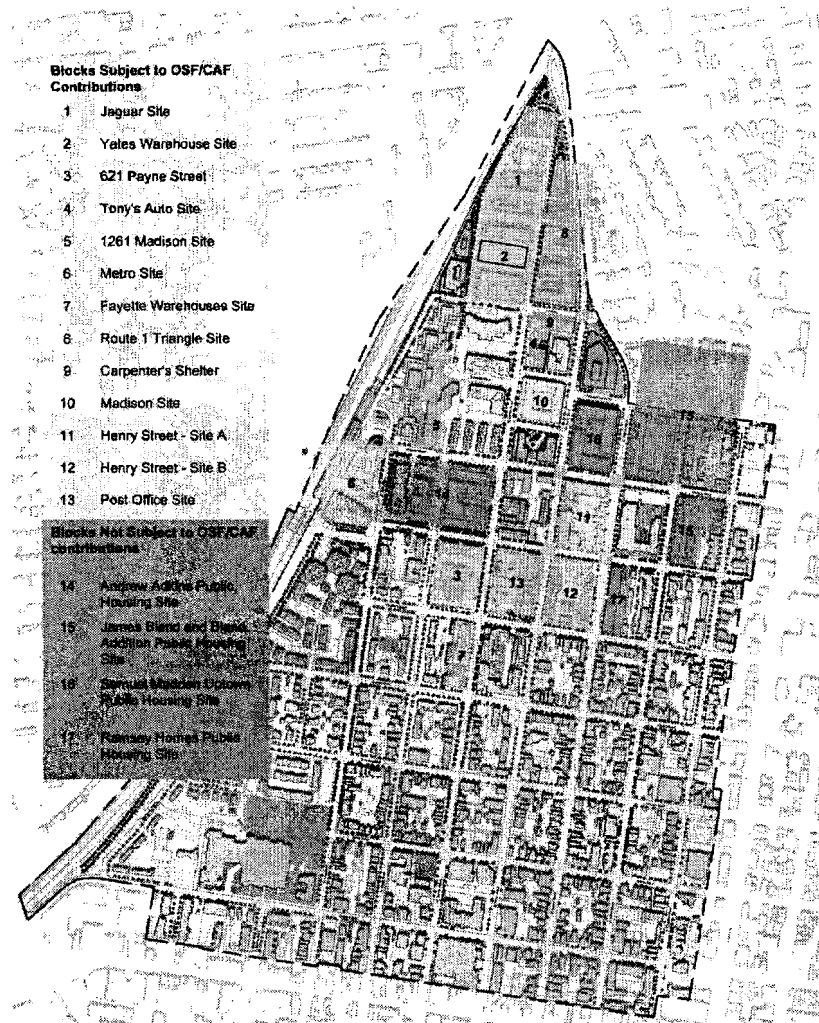 Blocks Subject to OSF/CAF
Contributions
1 Jaguar Site
2 Yates Warehouse Site
3 621 Payne Street
4 Tony's Auto Site
5 1261 Madison Site
6 Metro Site
7 Fayette Warehouses Site
8 Route 1 Triangle Site
9 Carpenter's Shelter
10 Madison Site
11 Henry Street - Site A
12 Henry Street - Site B
13 Post Office Site
Blocks Not Subject to OSF/CAF
contributions
14 Andrew Adkins Public
Housing Site
15 James Bland and Bland
Addition Public Housing
Site
16 Samuel Madden Uptown
Public Housing Site
17 Ramsey Homes Public
Housing Site
1
8
2
9
10
15
16
5
6
4
14
11
15
3
13
12
17
7